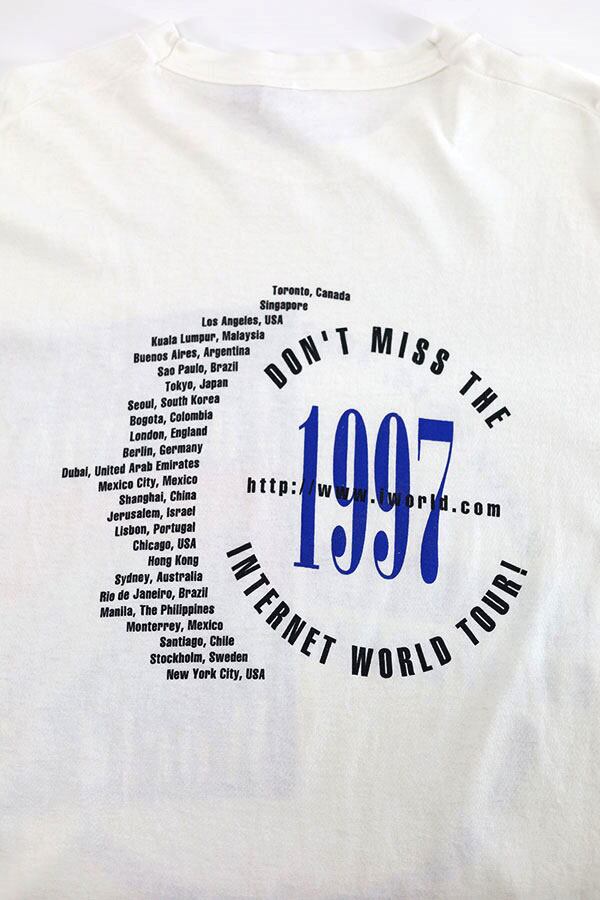 Toronto, Canada
Singapore
Los Angeles, USA
Kuala Lumpur, Malaysia
Buenos Aires, Argentina
Sao Paulo, Brazil
Tokyo, Japan
Seoul, South Korea
Bogota, Colombia
London, England
Berlin, Germany
Dubai, United Arab Emirates
Mexico City, Mexico
Shanghai, China
Jerusalem, Israel
Lisbon, Portugal
Chicago, USA
Hong Kong
Sydney, Australia
Rio de Janeiro, Brazil
Manila, The Philippines
Monterrey, Mexico
Santiago, Chile
Stockholm, Sweden
New York City, USA
DON'T MISS THE
1997
http://www.iworld.com
INTERNET WORLD TOUR!